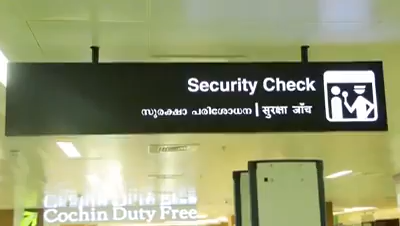 Security Check
സുരക്ഷാ പരിശോധന | सुरक्षा जाँच
Cochin Duty Free